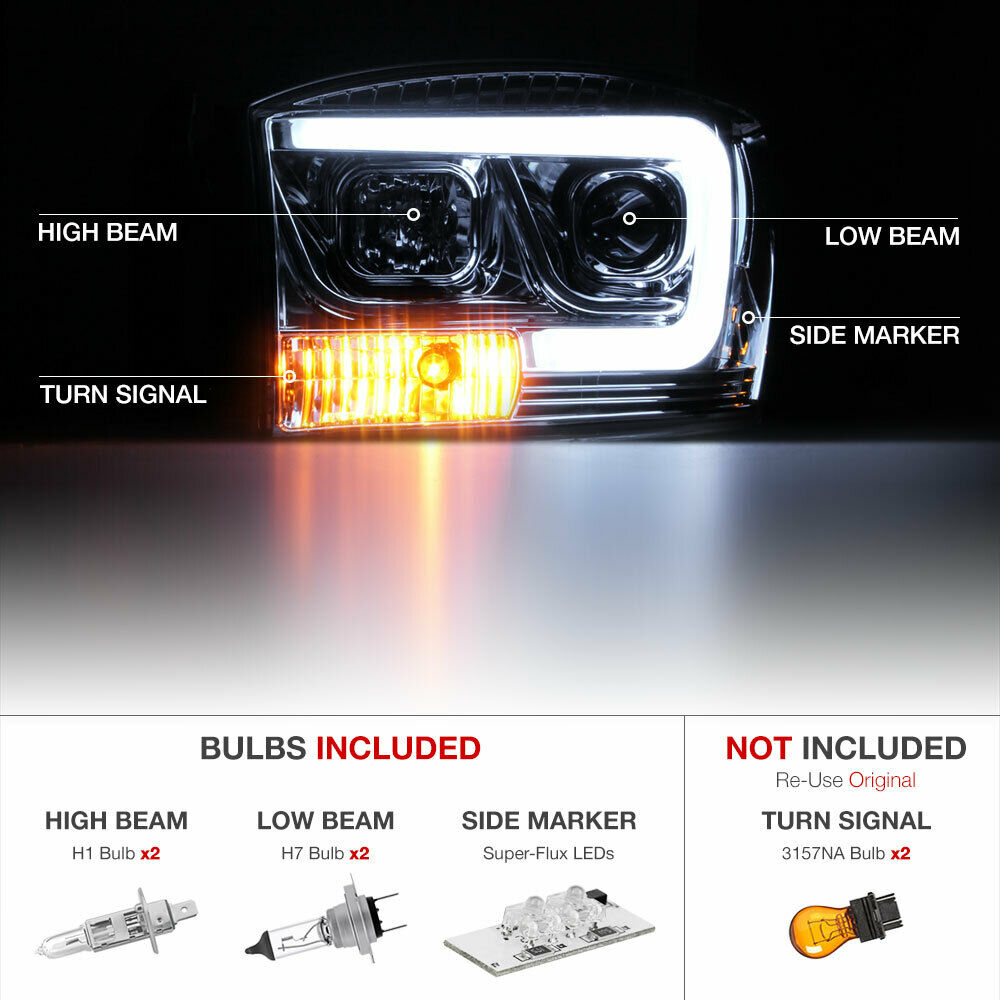 HIGH BEAM
LOW BEAM
SIDE MARKER
TURN SIGNAL
BULBS INCLUDED
HIGH BEAM
H1 Bulb x2
LOW BEAM
H7 Bulb x2
SIDE MARKER
Super-Flux LEDs
NOT INCLUDED
Re-Use Original
TURN SIGNAL
3157NA Bulb x2